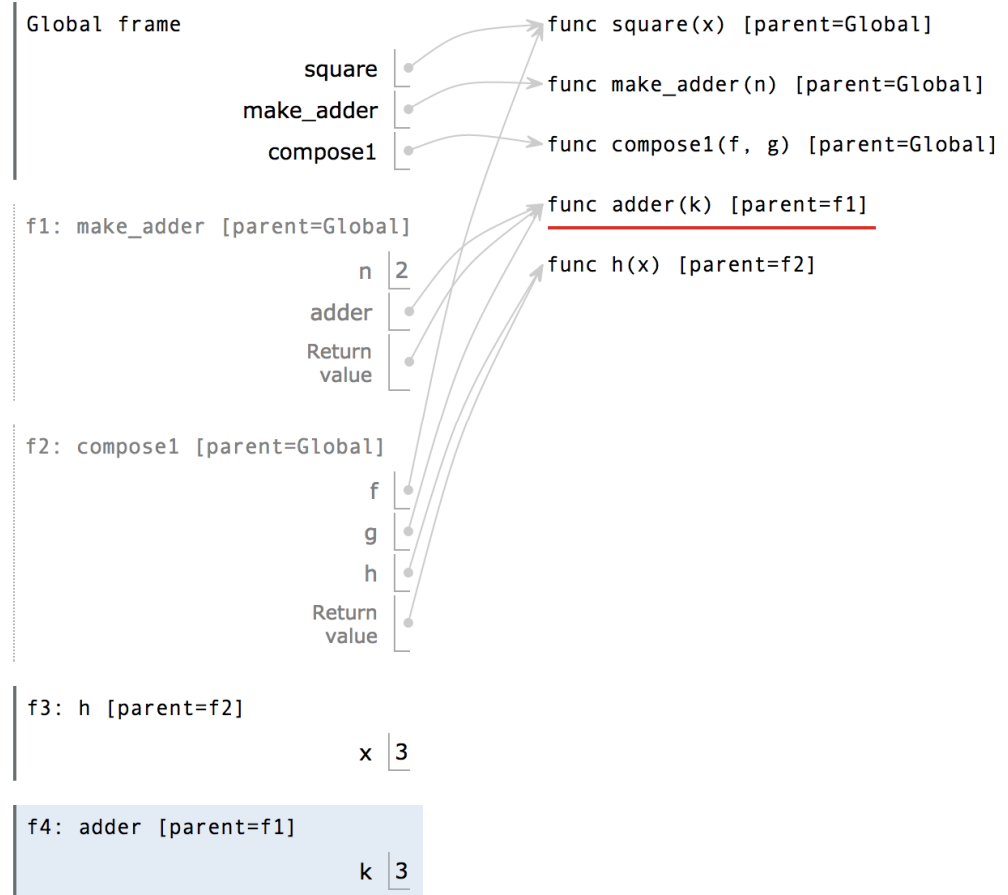 Global frame
square
make_adder
compose1
func square(x) [parent=Global]
func make_adder(n) [parent=Global]
func compose1(f, g) [parent=Global]
func adder(k) [parent=f1]
func h(x) [parent=f2]
f1: make_adder [parent=Global]
n 2
adder
Return
value
f2: compose1 [parent=Global]
f
g
h
Return
value
f3: h [parent=f2]
x 3
f4: adder [parent=f1]
k 3